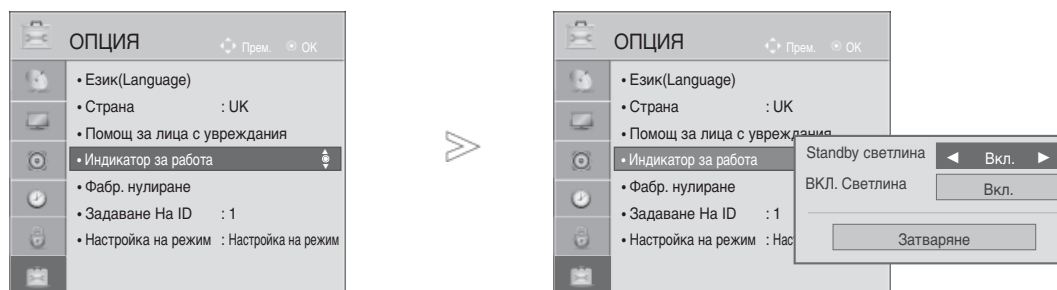 ОПЦИЯ
Прем. OK
• Език(Language)
• Страна : UK
• Помощ за лица с увреждания
• Индикатор за работа
• Фабр. нулиране
• Задаване На ID : 1
• Настройка на режим : Настройка на режим
ОПЦИЯ
Прем. OK
• Език(Language)
• Страна : UK
• Помощ за лица с увреждания
• Индикатор за работа
• Фабр. нулиране
• Задаване На ID : 1
• Настройка на режим : Нас
Standby светлина ◄ Вкл. ►
ВКЛ. Светлина Вкл.
Затваряне